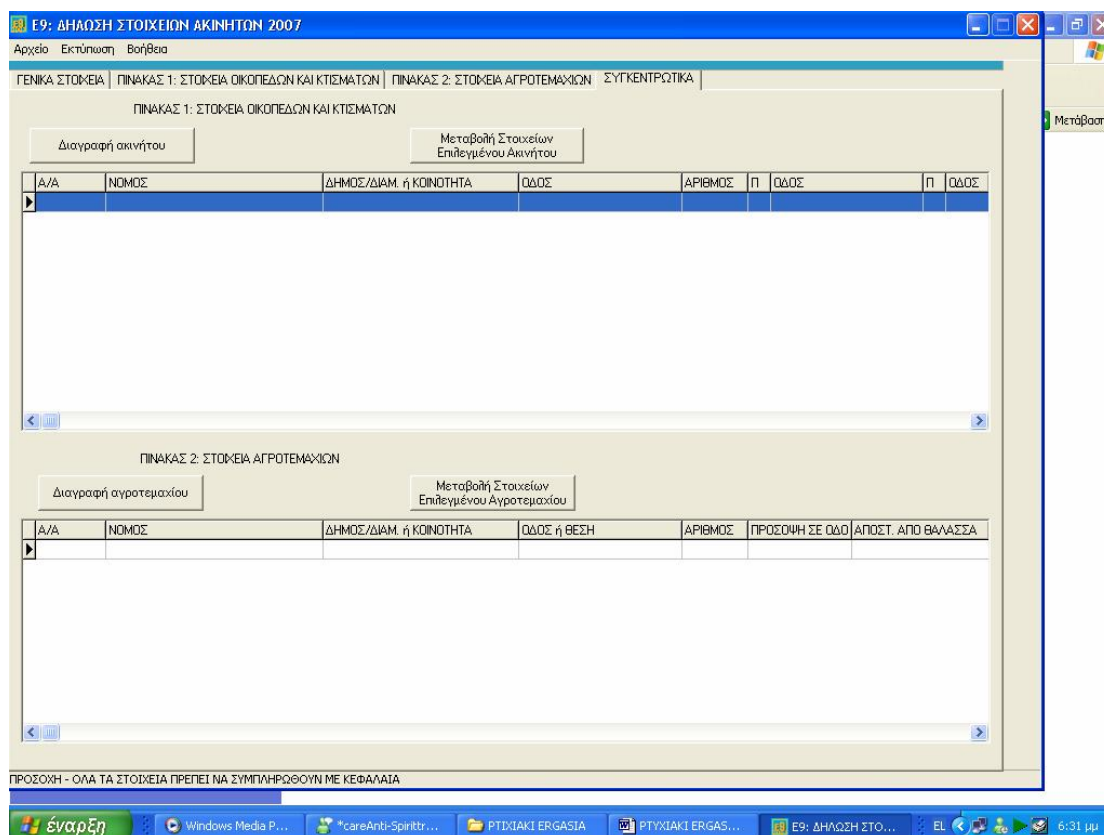 E9: ΔΗΛΩΣΗ ΣΤΟΙΧΕΙΩΝ ΑΚΙΝΗΤΩΝ 2007
Αρχείο Εκτύπωση Βοήθεια
ΓΕΝΙΚΑ ΣΤΟΙΧΕΙΑ ΠΙΝΑΚΑΣ 1: ΣΤΟΙΧΕΙΑ ΟΙΚΟΠΕΔΩΝ ΚΑΙ ΚΤΙΣΜΑΤΩΝ ΠΙΝΑΚΑΣ 2: ΣΤΟΙΧΕΙΑ ΑΓΡΟΤΕΜΑΧΙΩΝ ΣΥΓΚΕΝΤΡΩΤΙΚΑ
ΠΙΝΑΚΑΣ 1: ΣΤΟΙΧΕΙΑ ΟΙΚΟΠΕΔΩΝ ΚΑΙ ΚΤΙΣΜΑΤΩΝ
Μετάβαση
Διαγραφή ακινήτου
Μεταβολή Στοιχείων
Επιλεγμένου Ακινήτου
Α/Α ΝΟΜΟΣ ΔΗΜΟΣ/ΔΙΑΜ. ή ΚΟΙΝΟΤΗΤΑ ΟΔΟΣ ΑΡΙΘΜΟΣ Π ΟΔΟΣ Π ΟΔΟΣ
ΠΙΝΑΚΑΣ 2: ΣΤΟΙΧΕΙΑ ΑΓΡΟΤΕΜΑΧΙΩΝ
Διαγραφή αγροτεμαχίου
Μεταβολή Στοιχείων
Επιλεγμένου Αγροτεμαχίου
Α/Α ΝΟΜΟΣ ΔΗΜΟΣ/ΔΙΑΜ. ή ΚΟΙΝΟΤΗΤΑ ΟΔΟΣ ή ΘΕΣΗ ΑΡΙΘΜΟΣ ΠΡΟΣΟΨΗ ΣΕ ΟΔΟ ΑΠΟΣΤ. ΑΠΟ ΘΑΛΑΣΣΑ
ΠΡΟΣΟΧΗ - ΟΛΑ ΤΑ ΣΤΟΙΧΕΙΑ ΠΡΕΠΕΙ ΝΑ ΣΥΜΠΛΗΡΩΘΟΥΝ ΜΕ ΚΕΦΑΛΑΙΑ
έναρξη Windows Media P... *careAnti-Spirittr... PTIXIAKI ERGASIA PTYXIAKI ERGAS... E9: ΔΗΛΩΣΗ ΣΤΟ... EL 6:31 μμ